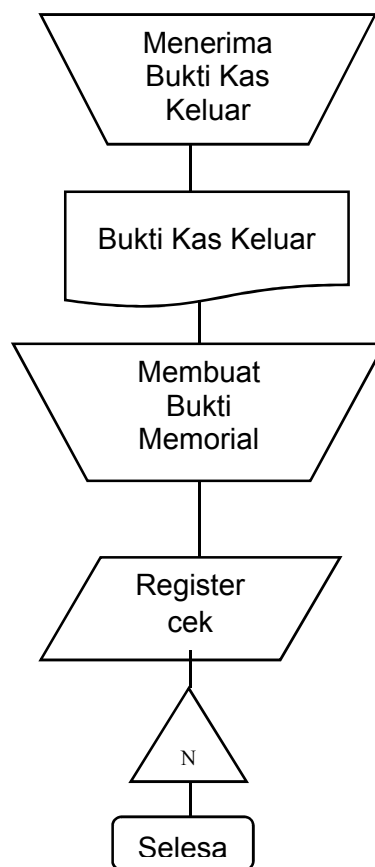 Menerima
Bukti Kas
Keluar
Bukti Kas Keluar
Membuat
Bukti
Memorial
Register
cek
N
Selesa